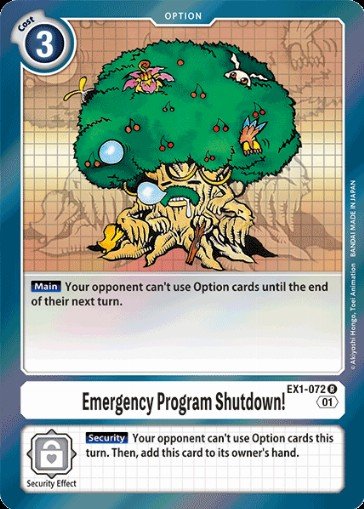 OPTION
Cost
3
Main Your opponent can't use Option cards until the end
of their next turn.
© Akiyoshi Hongo, Toei Animation BANDAI MADE IN JAPAN
EX1-072 R
Emergency Program Shutdown! 01
Security Your opponent can't use Option cards this
turn. Then, add this card to its owner's hand.
Security Effect